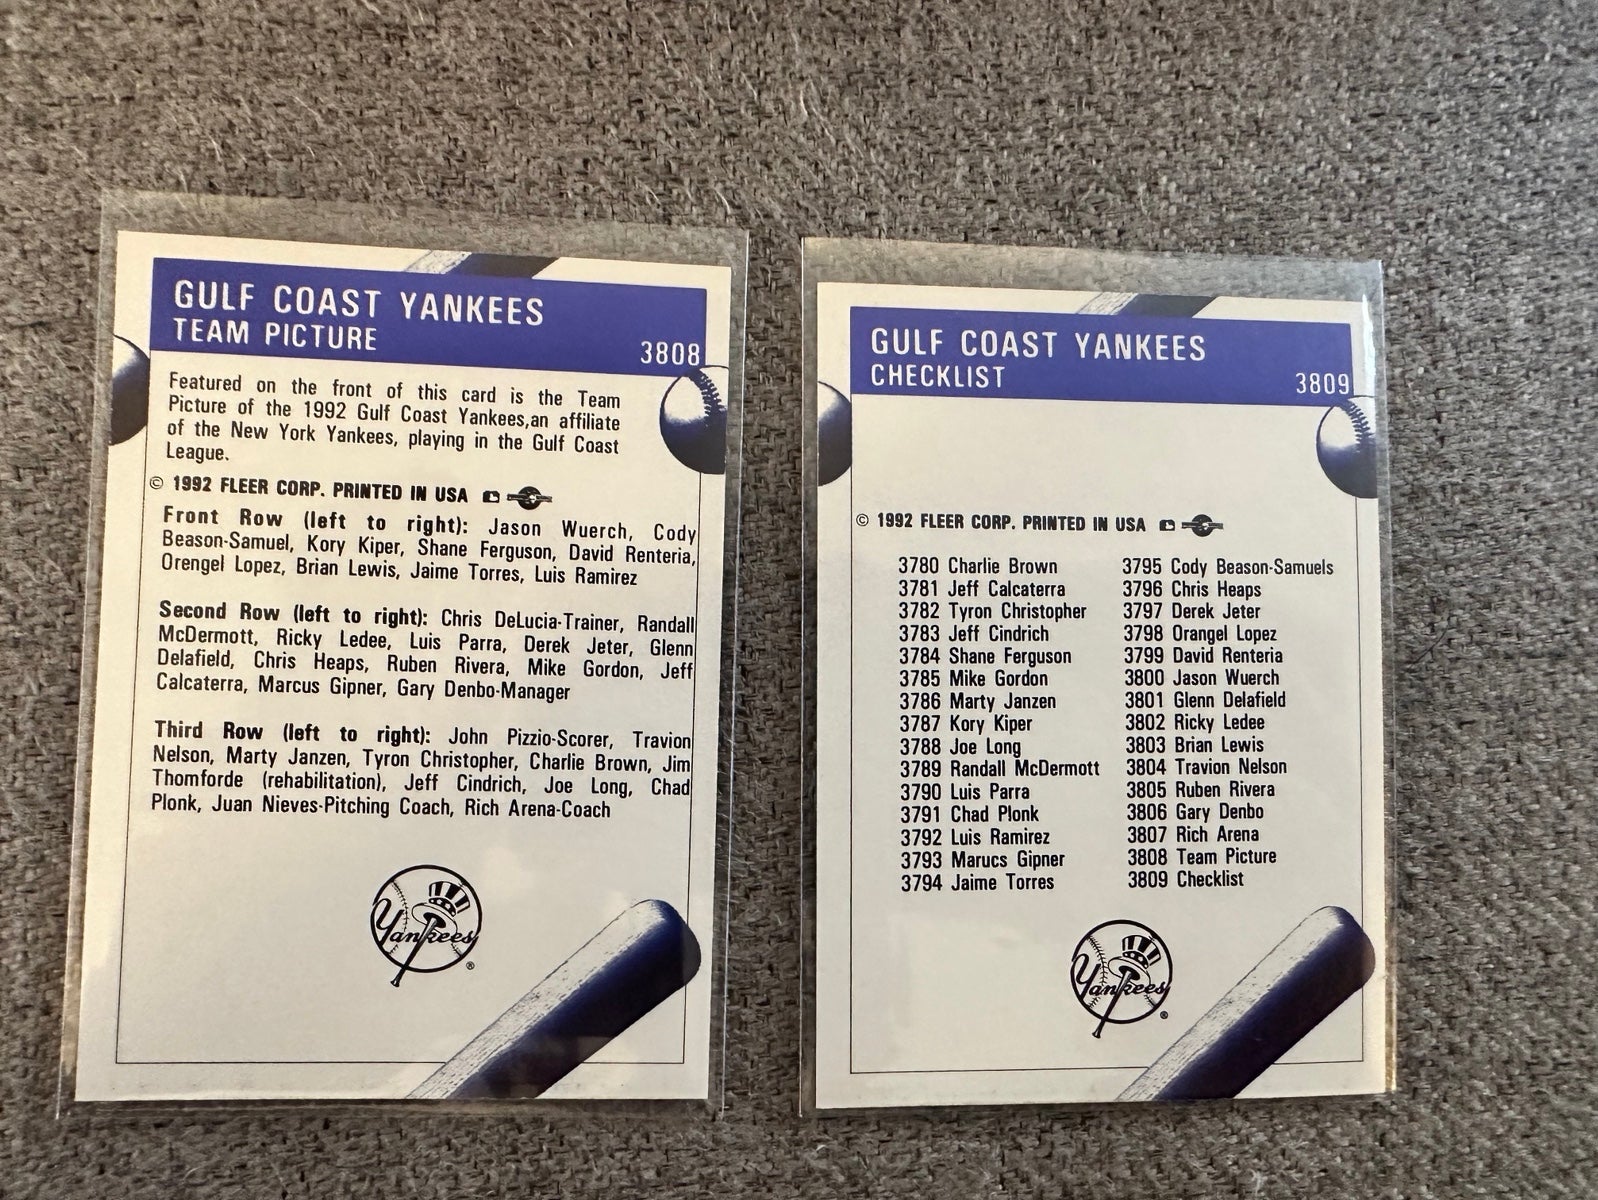 GULF COAST YANKEES
TEAM PICTURE
3808
Featured on the front of this card is the Team
Picture of the 1992 Gulf Coast Yankees,an affiliate
of the New York Yankees, playing in the Gulf Coast
League.
© 1992 FLEER CORP. PRINTED IN USA
Front Row (left to right): Jason Wuerch, Cody
Beason-Samuel, Kory Kiper, Shane Ferguson, David Renteria,
Orengel Lopez, Brian Lewis, Jaime Torres, Luis Ramirez
Second Row (left to right): Chris DeLucia-Trainer, Randall
McDermott, Ricky Ledee, Luis Parra, Derek Jeter, Glenn
Delafield, Chris Heaps, Ruben Rivera, Mike Gordon, Jeff
Calcaterra, Marcus Gipner, Gary Denbo-Manager
Third Row (left to right): John Pizzio-Scorer, Travion
Nelson, Marty Janzen, Tyron Christopher, Charlie Brown, Jim
Thomforde (rehabilitation), Jeff Cindrich, Joe Long, Chad
Plonk, Juan Nieves-Pitching Coach, Rich Arena-Coach
Yankees
®
GULF COAST YANKEES
CHECKLIST
3809
© 1992 FLEER CORP. PRINTED IN USA
3780 Charlie Brown
3781 Jeff Calcaterra
3782 Tyron Christopher
3783 Jeff Cindrich
3784 Shane Ferguson
3785 Mike Gordon
3786 Marty Janzen
3787 Kory Kiper
3788 Joe Long
3789 Randall McDermott
3790 Luis Parra
3791 Chad Plonk
3792 Luis Ramirez
3793 Marucs Gipner
3794 Jaime Torres
3795 Cody Beason-Samuels
3796 Chris Heaps
3797 Derek Jeter
3798 Orangel Lopez
3799 David Renteria
3800 Jason Wuerch
3801 Glenn Delafield
3802 Ricky Ledee
3803 Brian Lewis
3804 Travion Nelson
3805 Ruben Rivera
3806 Gary Denbo
3807 Rich Arena
3808 Team Picture
3809 Checklist
Yankees
®